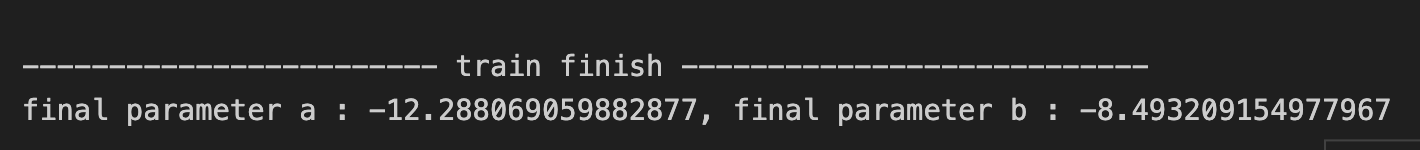 ------------------------ train finish ---------------------------
final parameter a : -12.288069059882877, final parameter b : -8.493209154977967